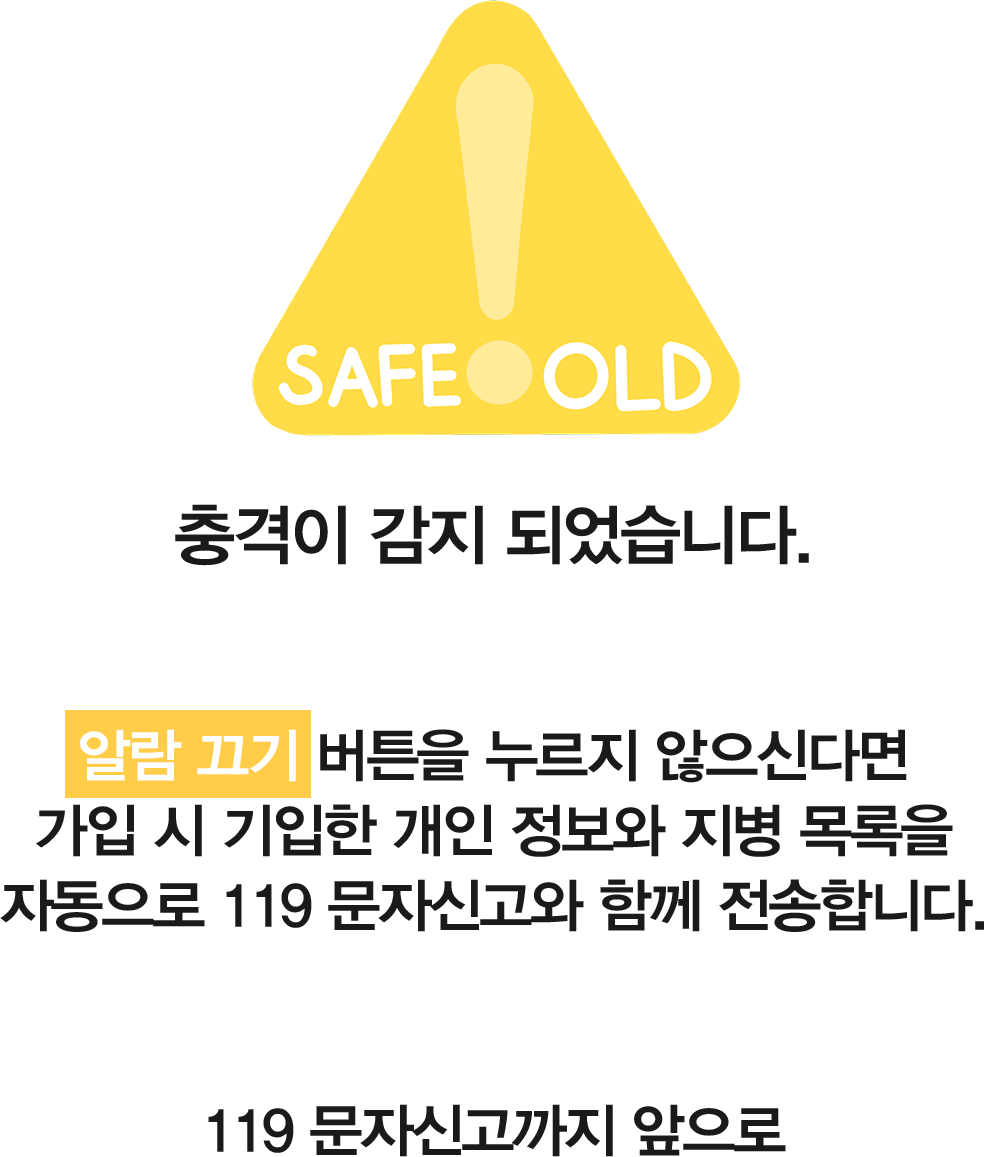 SAFE OLD
충격이 감지 되었습니다.
알람 끄기 버튼을 누르지 않으신다면
가입 시 기입한 개인 정보와 지병 목록을
자동으로 119 문자신고와 함께 전송합니다.
119 문자신고까지 앞으로